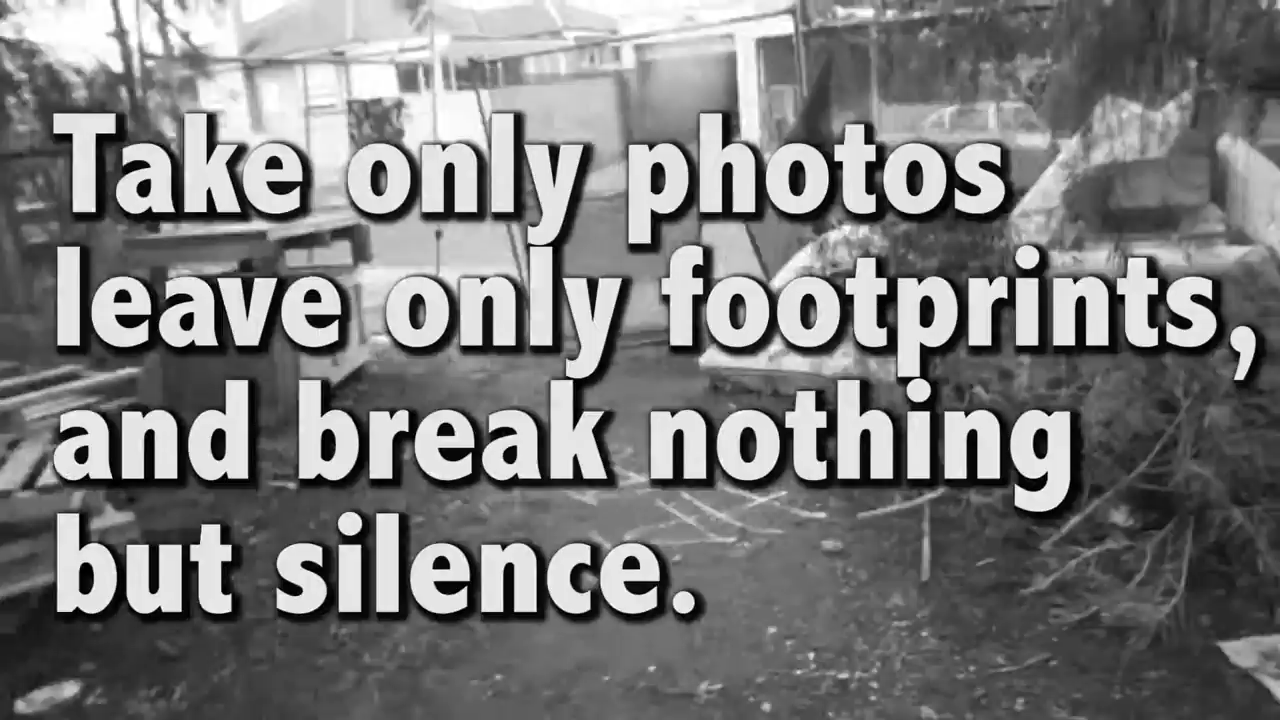 Take only photos
leave only footprints,
and break nothing
but silence.